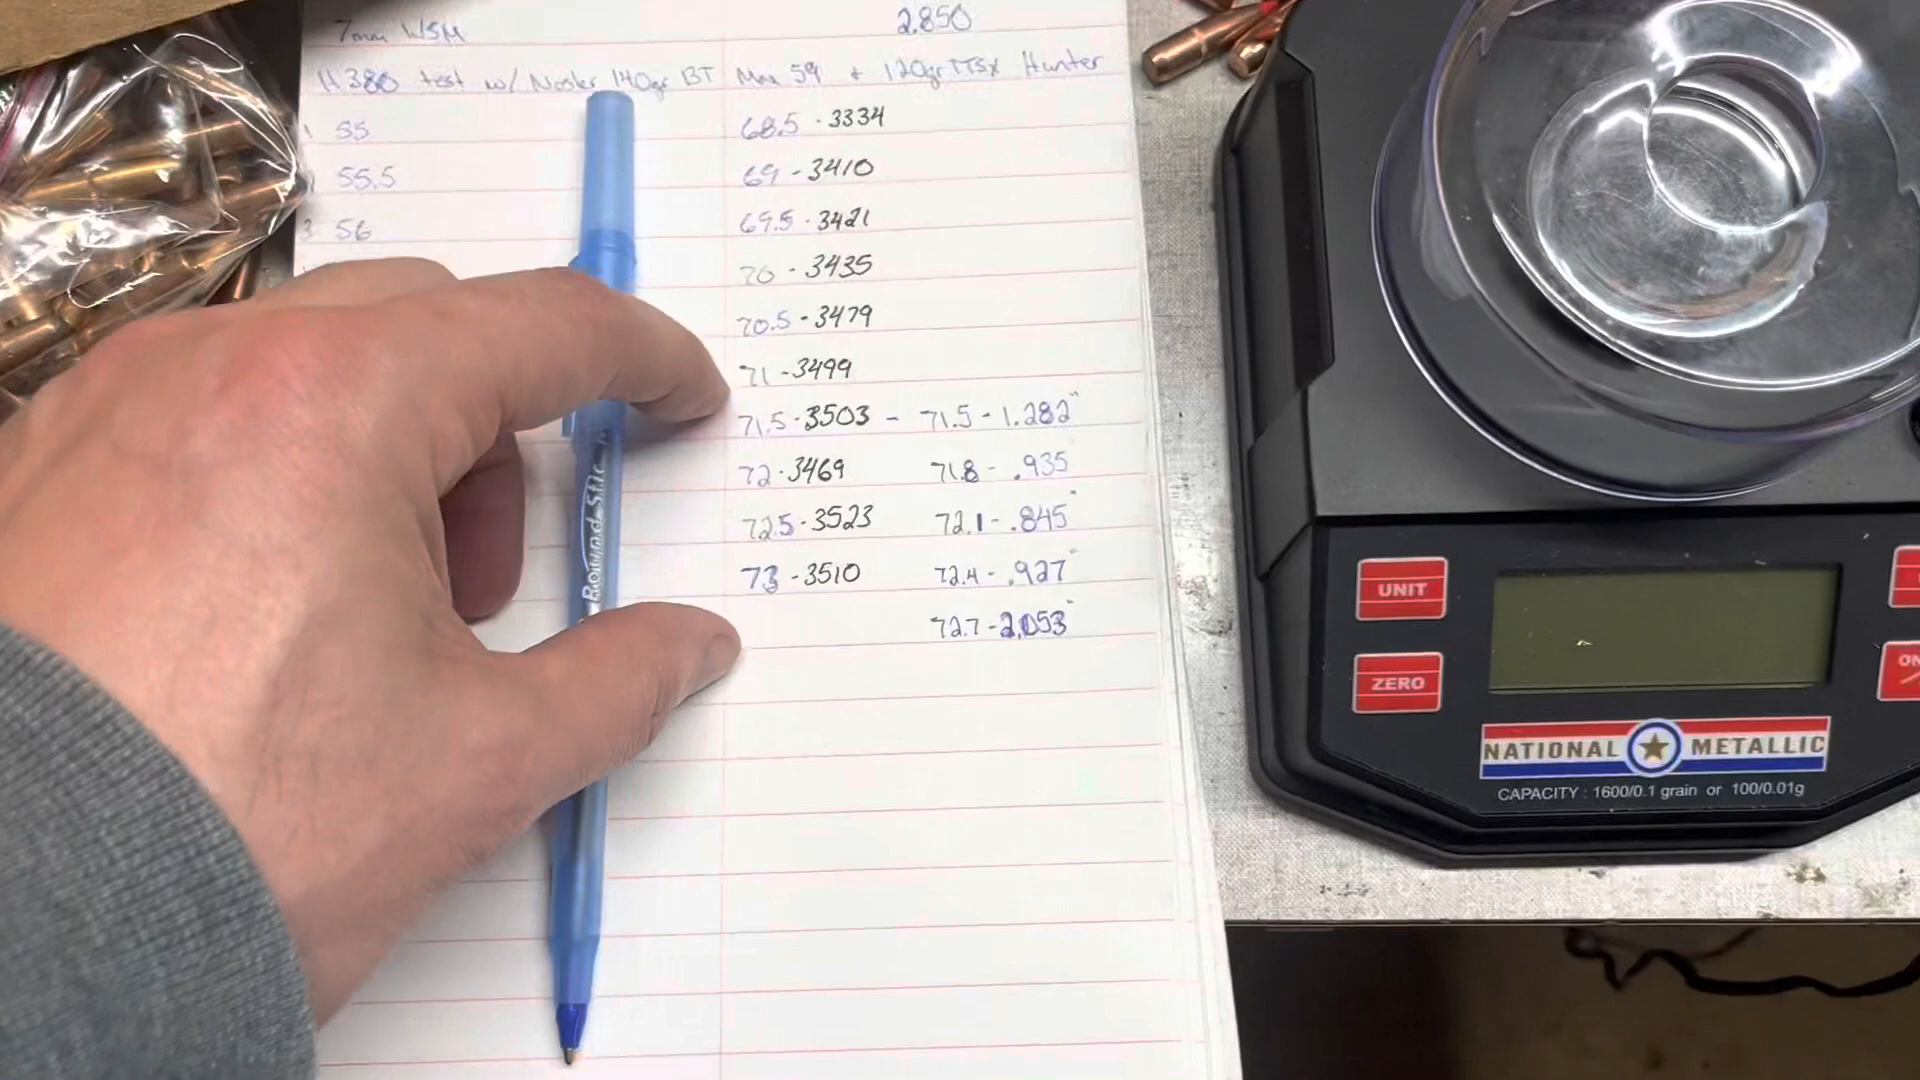 7mm WSM 2.850
H380 test w/ Nosler 140gr BT Max 59 + 120gr TTSX Hunter
1 55
55.5
3 56
68.5 - 3334
69 - 3410
69.5 - 3421
70 - 3435
70.5 - 3479
71 - 3499
71.5 - 3503 - 71.5 - 1.282"
72 - 3469 71.8 - .935
72.5 - 3523 72.1 - .845"
73 - 3510 72.4 - .927"
72.7 - 2.053"
Round Stic
UNIT
ZERO
ON
NATIONAL METALLIC
CAPACITY : 1600/0.1 grain or 100/0.01g